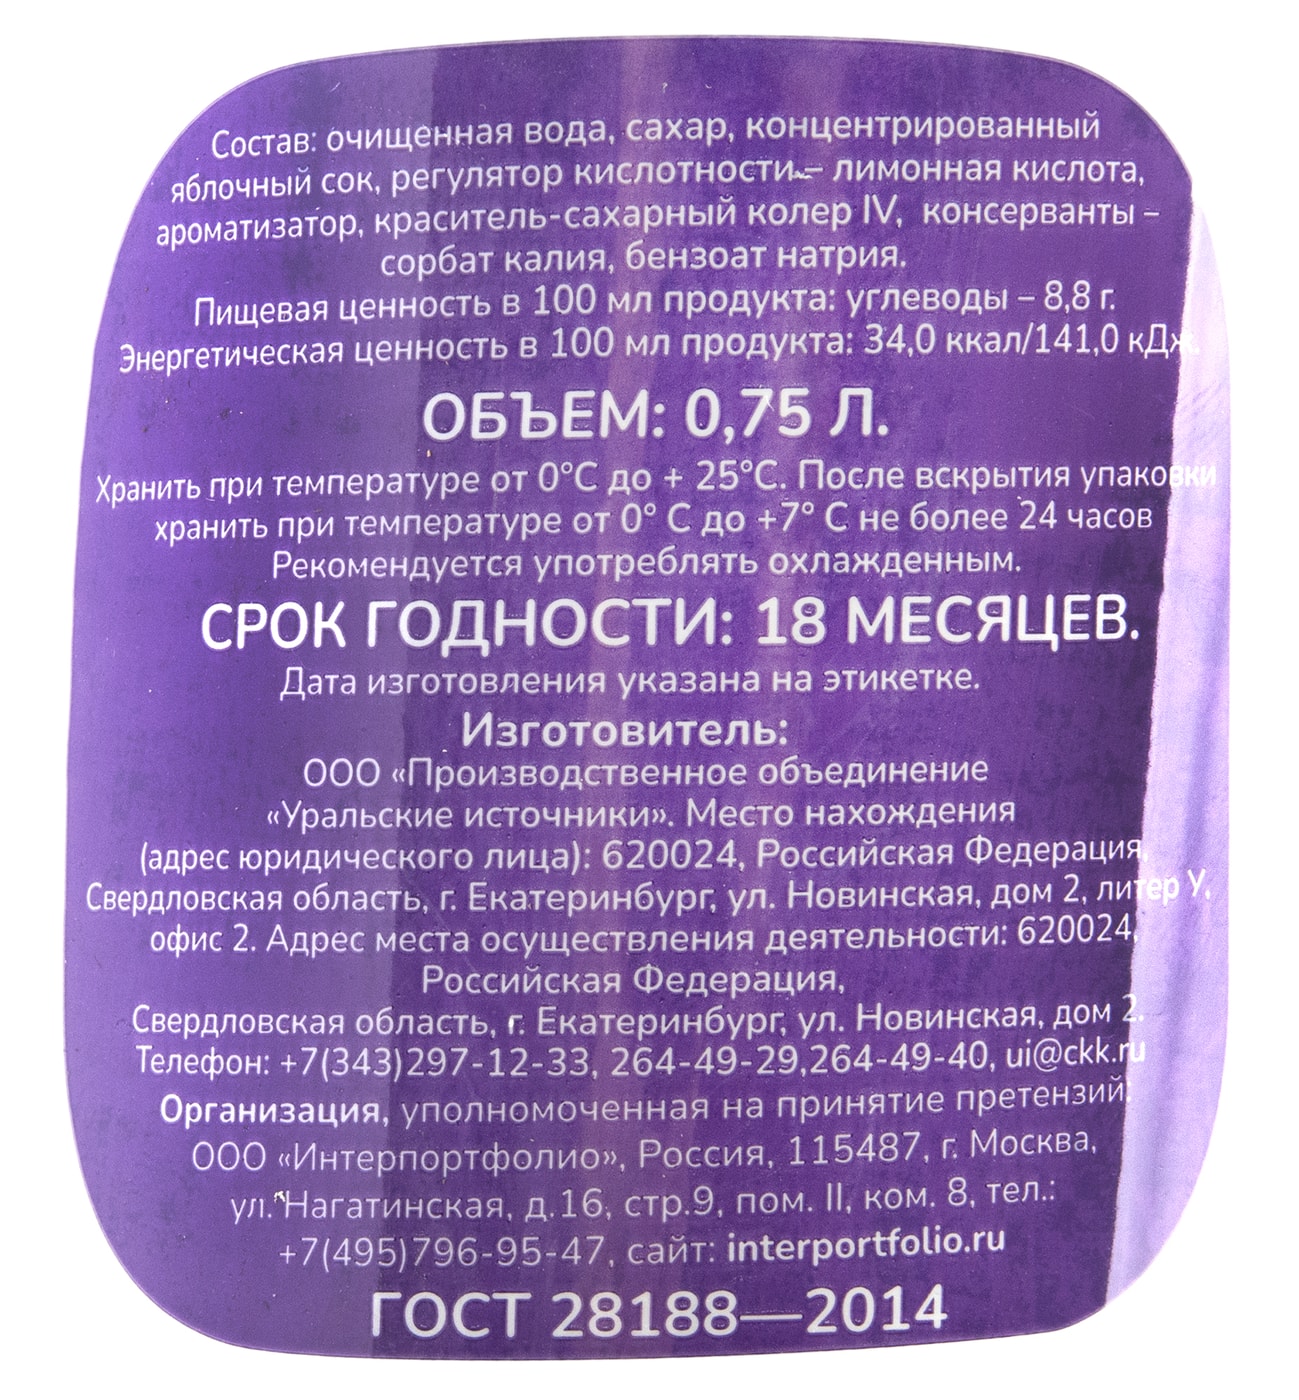 Состав: очищенная вода, сахар, концентрированный
яблочный сок, регулятор кислотности – лимонная кислота,
ароматизатор, краситель-сахарный колер IV, консерванты –
сорбат калия, бензоат натрия.
Пищевая ценность в 100 мл продукта: углеводы – 8,8 г.
Энергетическая ценность в 100 мл продукта: 34,0 ккал/141,0 кДж.
ОБЪЕМ: 0,75 Л.
Хранить при температуре от 0°С до + 25°С. После вскрытия упаковки
хранить при температуре от 0° С до +7° С не более 24 часов
Рекомендуется употреблять охлажденным.
СРОК ГОДНОСТИ: 18 МЕСЯЦЕВ.
Дата изготовления указана на этикетке.
Изготовитель:
ООО «Производственное объединение
«Уральские источники». Место нахождения
(адрес юридического лица): 620024, Российская Федерация,
Свердловская область, г. Екатеринбург, ул. Новинская, дом 2, литер У,
офис 2. Адрес места осуществления деятельности: 620024,
Российская Федерация,
Свердловская область, г. Екатеринбург, ул. Новинская, дом 2.
Телефон: +7(343)297-12-33, 264-49-29,264-49-40, ui@ckk.ru
Организация, уполномоченная на принятие претензий:
ООО «Интерпортфолио», Россия, 115487, г. Москва,
ул. Нагатинская, д.16, стр.9, пом. II, ком. 8, тел.:
+7(495)796-95-47, сайт: interportfolio.ru
ГОСТ 28188—2014